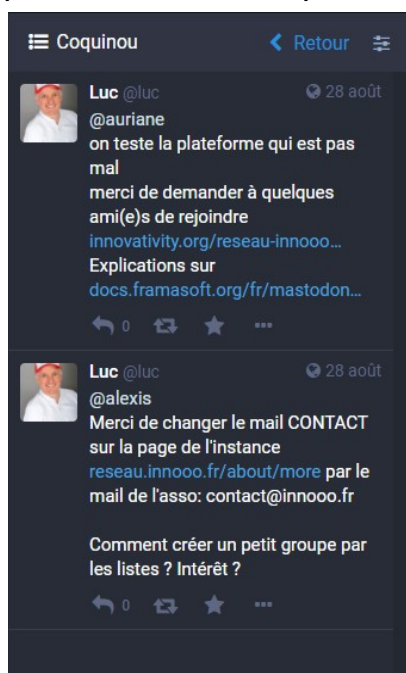 Coquinou
Retour
Luc @luc 28 août
@auriane
on teste la plateforme qui est pas
mal
merci de demander à quelques
ami(e)s de rejoindre
innovativity.org/reseau-innooo...
Explications sur
docs.framasoft.org/fr/mastodon...
0
Luc @luc 28 août
@alexis
Merci de changer le mail CONTACT
sur la page de l'instance
reseau.innooo.fr/about/more par le
mail de l'asso: contact@innooo.fr
Comment créer un petit groupe par
les listes ? Intérêt ?
0